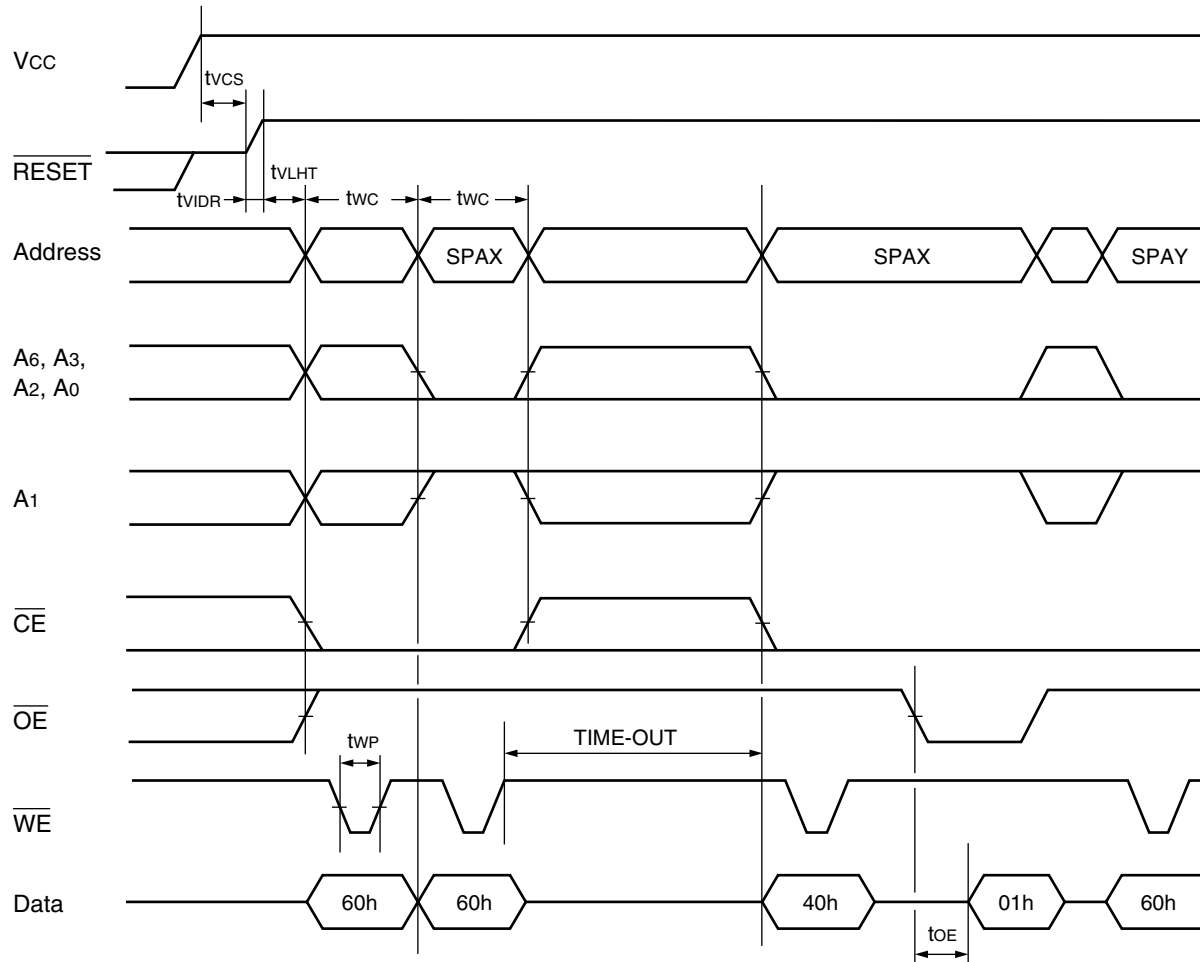 VCC
tVCS
RESET
tVLHT
tVIDR
tWC
tWC
Address
SPAX
SPAX
SPAY
A6, A3,
A2, A0
A1
CE
OE
TIME-OUT
tWP
WE
Data
60h
60h
40h
01h
60h
tOE